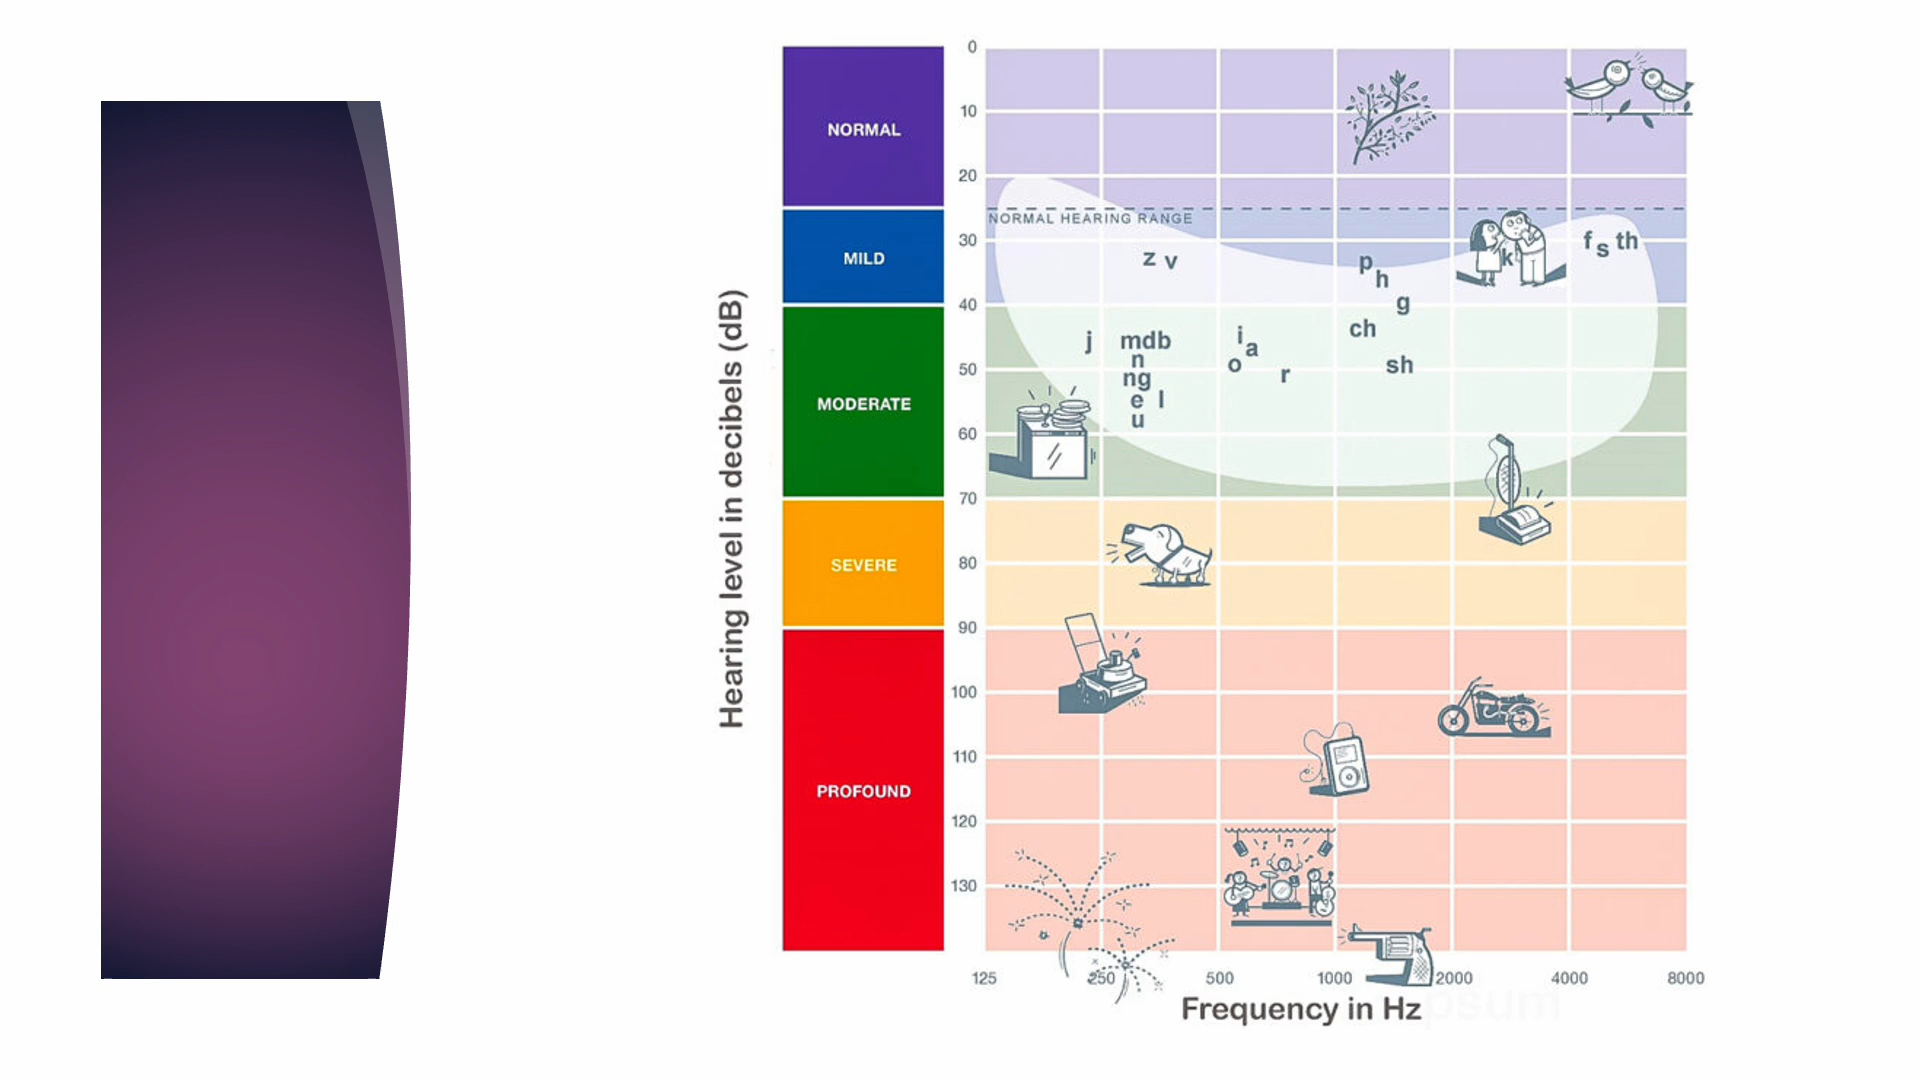 NORMAL
MILD
MODERATE
SEVERE
PROFOUND
Hearing level in decibels (dB)
0
10
20
30
40
50
60
70
80
90
100
110
120
130
NORMAL HEARING RANGE
z v
p
h
g
k
f s th
j
mdb
n
ng
e l
u
i
a
o
r
ch
sh
125 250 500 1000 2000 4000 8000
Frequency in Hz
psum